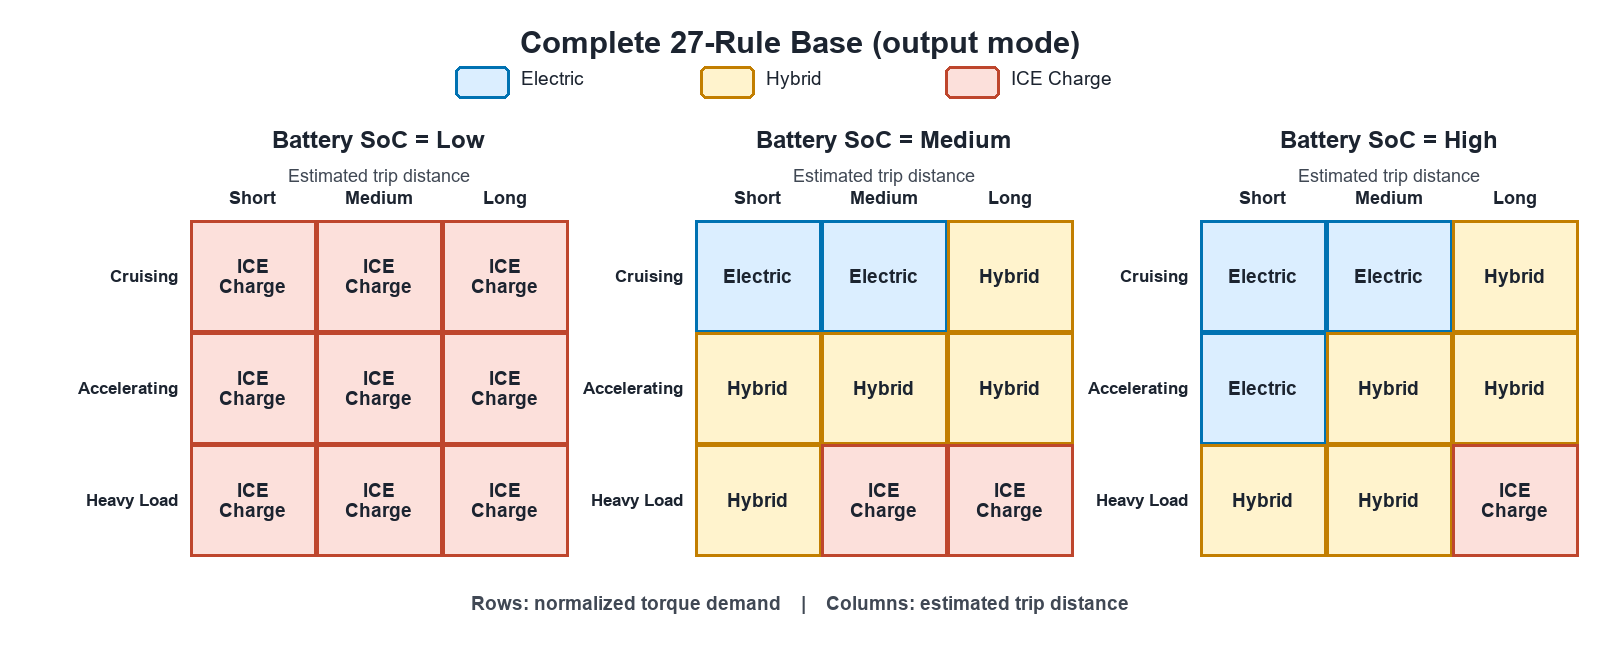 Complete 27-Rule Base (output mode)
Electric
Hybrid
ICE Charge
Battery SoC = Low
Estimated trip distance
Short Medium Long
Cruising
ICE Charge
ICE Charge
ICE Charge
Accelerating
ICE Charge
ICE Charge
ICE Charge
Heavy Load
ICE Charge
ICE Charge
ICE Charge
Battery SoC = Medium
Estimated trip distance
Short Medium Long
Cruising
Electric
Electric
Hybrid
Accelerating
Hybrid
Hybrid
Hybrid
Heavy Load
Hybrid
ICE Charge
ICE Charge
Battery SoC = High
Estimated trip distance
Short Medium Long
Cruising
Electric
Electric
Hybrid
Accelerating
Electric
Hybrid
Hybrid
Heavy Load
Hybrid
Hybrid
ICE Charge
Rows: normalized torque demand | Columns: estimated trip distance